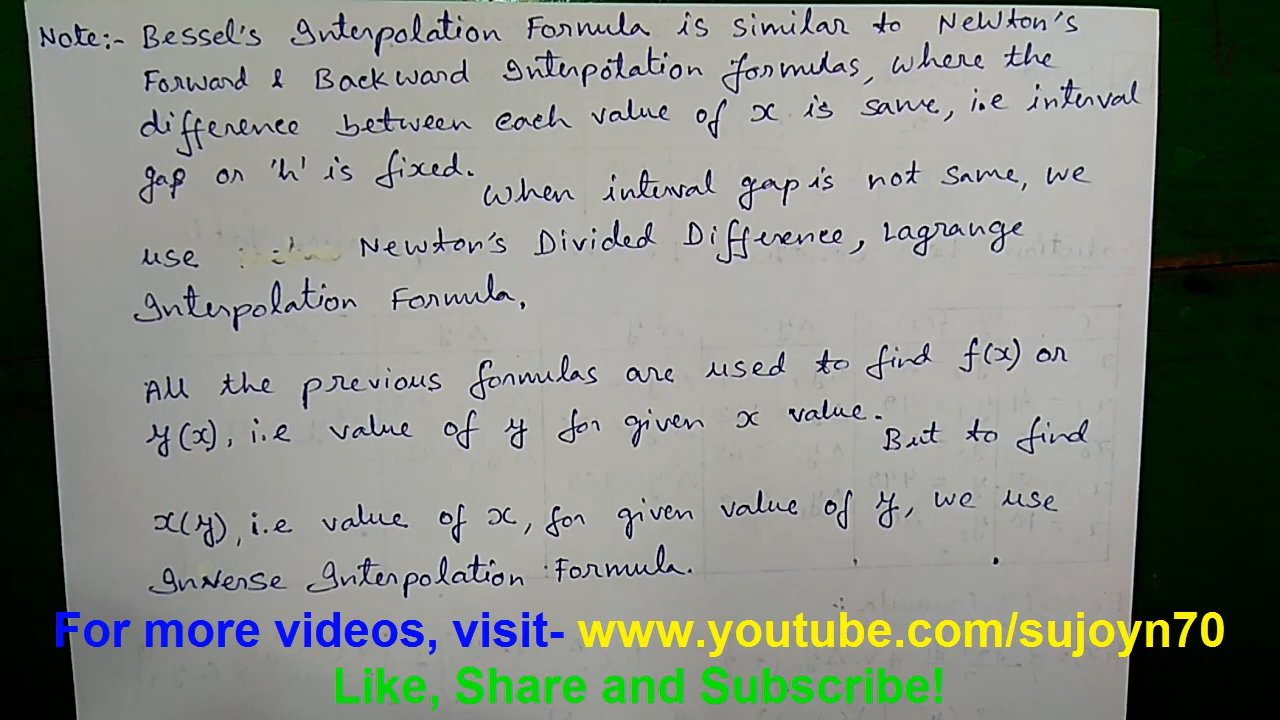 Note:- Bessel's Interpolation Formula is similar to Newton's
Forward & Backward Interpolation formulas, where the
difference between each value of x is same, i.e interval
gap or 'h' is fixed. When interval gap is not same, we
use Newton's Divided Difference, Lagrange
Interpolation Formula,
All the previous formulas are used to find f(x) or
y(x), i.e value of y for given x value. But to find
x(y), i.e value of x, for given value of y, we use
Inverse Interpolation Formula.
For more videos, visit- www.youtube.com/sujoyn70
Like, Share and Subscribe!